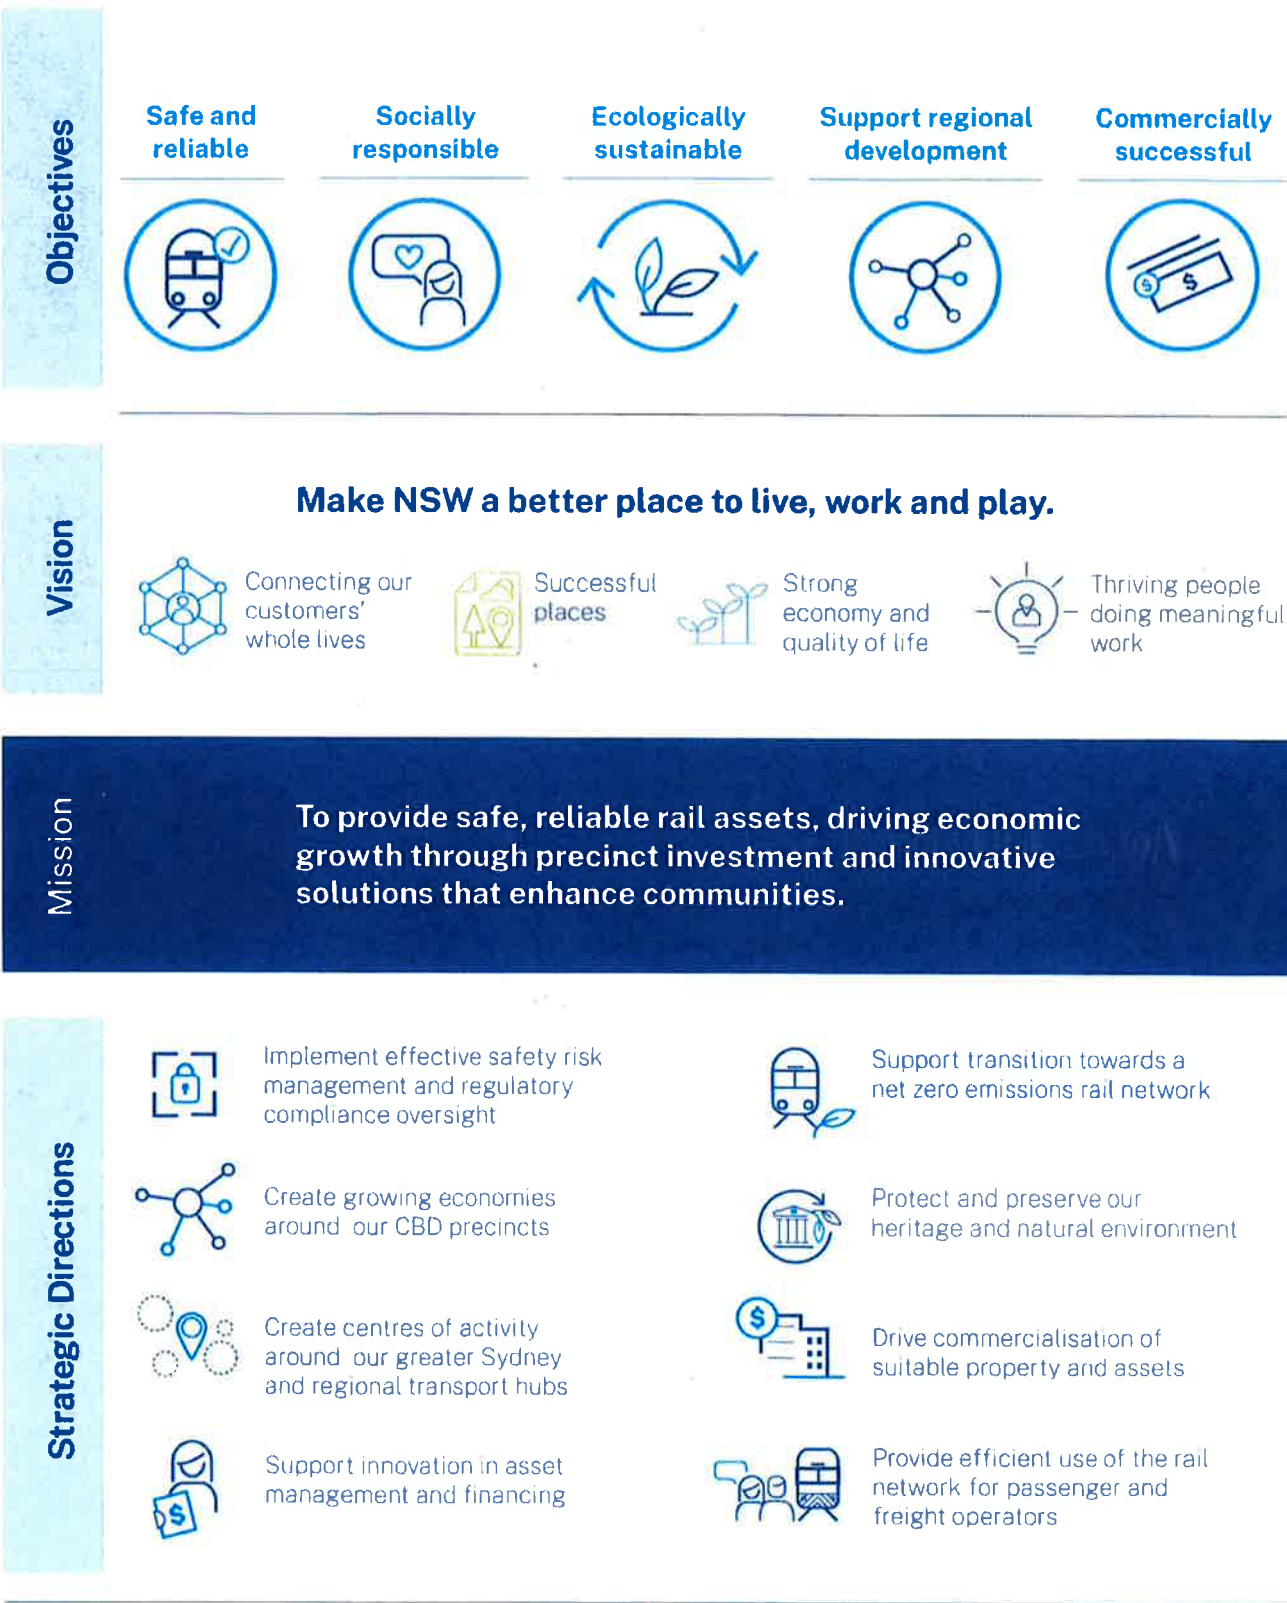 Objectives
Safe and
reliable
Socially
responsible
Ecologically
sustainable
Support regional
development
Commercially
successful
$
$
Vision
Make NSW a better place to live, work and play.
Connecting our
customers'
whole lives
Successful
places
Strong
economy and
quality of life
Thriving people
doing meaningful
work
Mission
To provide safe, reliable rail assets, driving economic
growth through precinct investment and innovative
solutions that enhance communities.
Strategic Directions
Implement effective safety risk
management and regulatory
compliance oversight
Create growing economies
around our CBD precincts
Create centres of activity
around our greater Sydney
and regional transport hubs
$
Support innovation in asset
management and financing
Support transition towards a
net zero emissions rail network
Protect and preserve our
heritage and natural environment
$
Drive commercialisation of
suitable property and assets
Provide efficient use of the rail
network for passenger and
freight operators